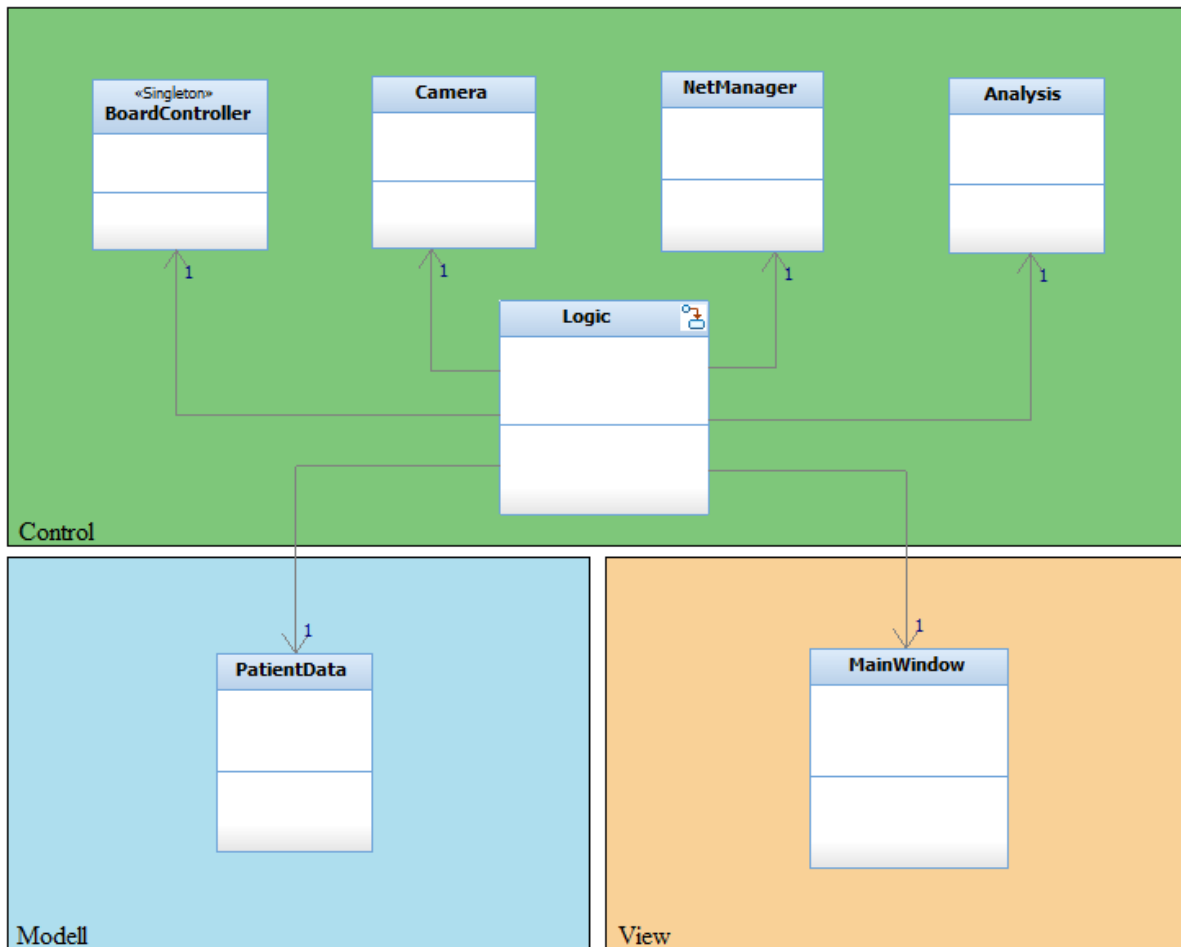 «Singleton»
BoardController
Camera
NetManager
Analysis
1
1
1
1
Logic
Control
1
1
PatientData
MainWindow
Modell
View